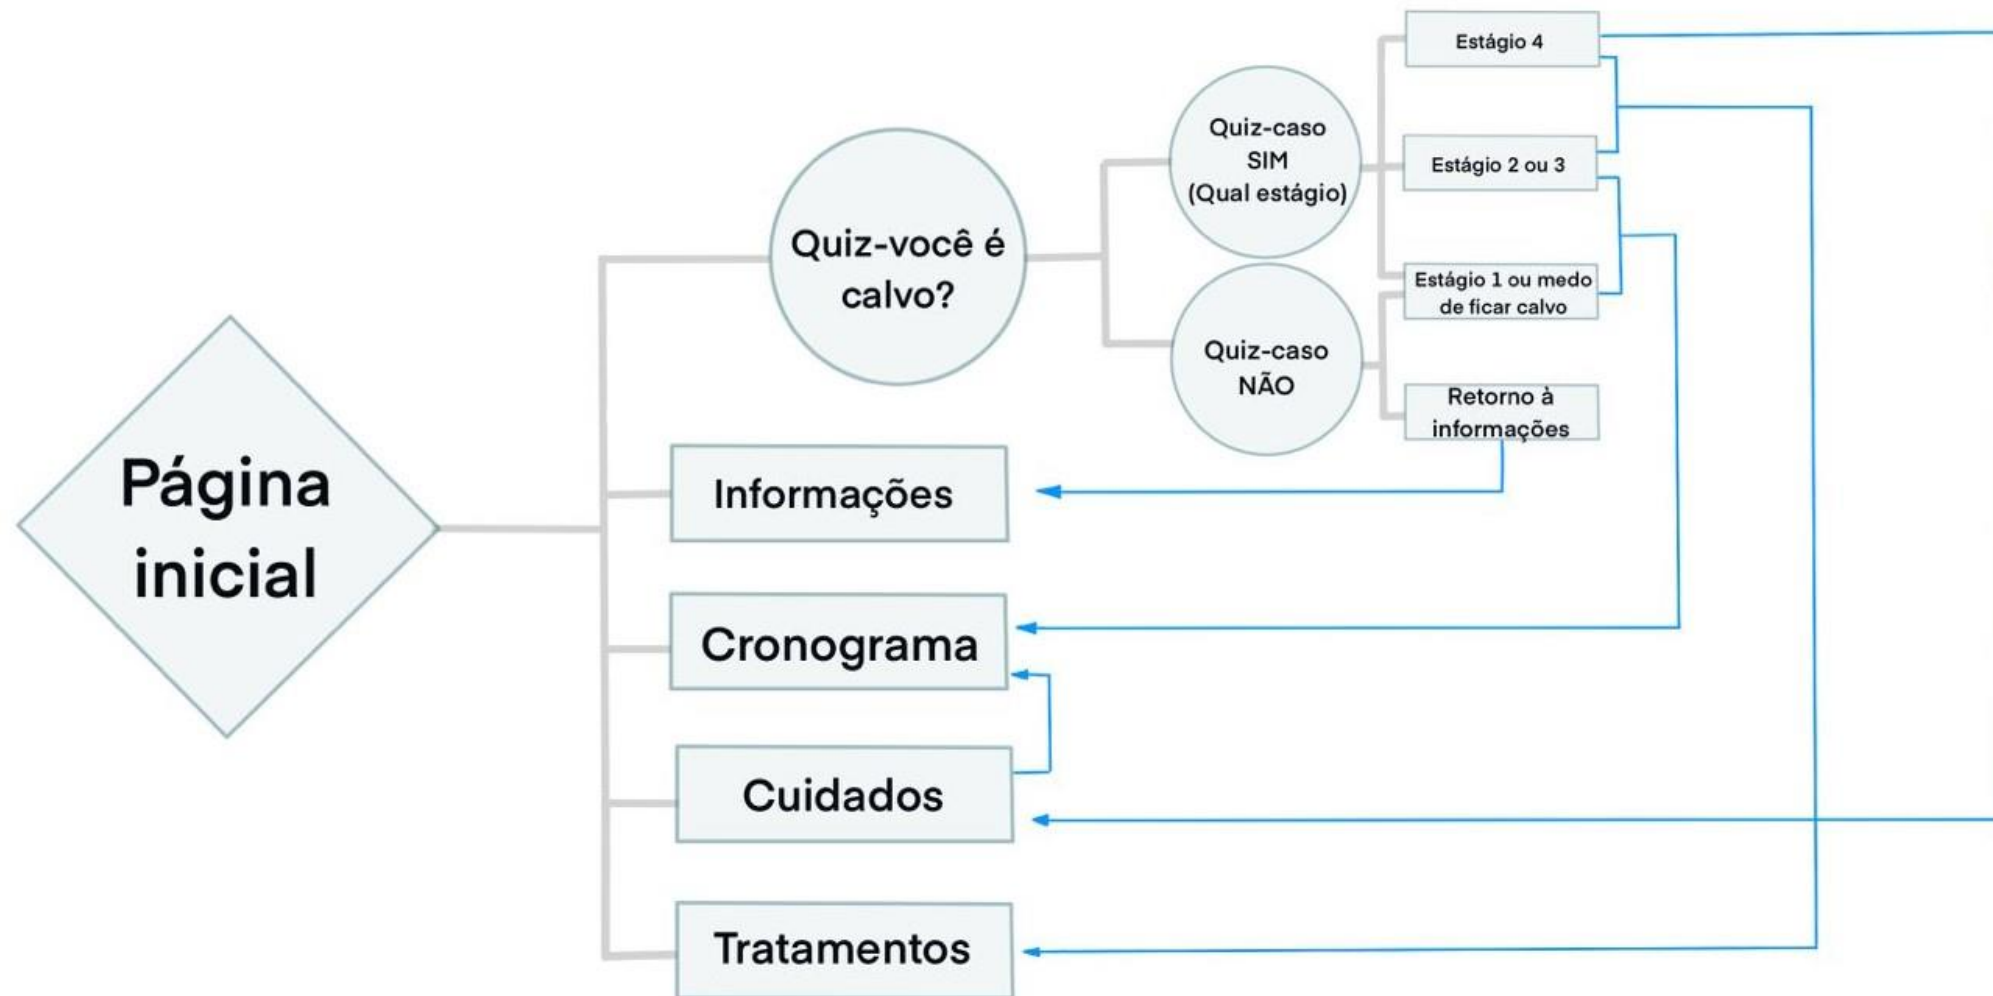 Página
inicial
Quiz-você é
calvo?
Quiz-caso
SIM
(Qual estágio)
Quiz-caso
NÃO
Estágio 4
Estágio 2 ou 3
Estágio 1 ou medo
de ficar calvo
Retorno à
informações
Informações
Cronograma
Cuidados
Tratamentos